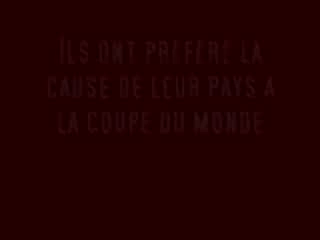 Ils ont préféré la
cause de leur pays à
la coupe du monde